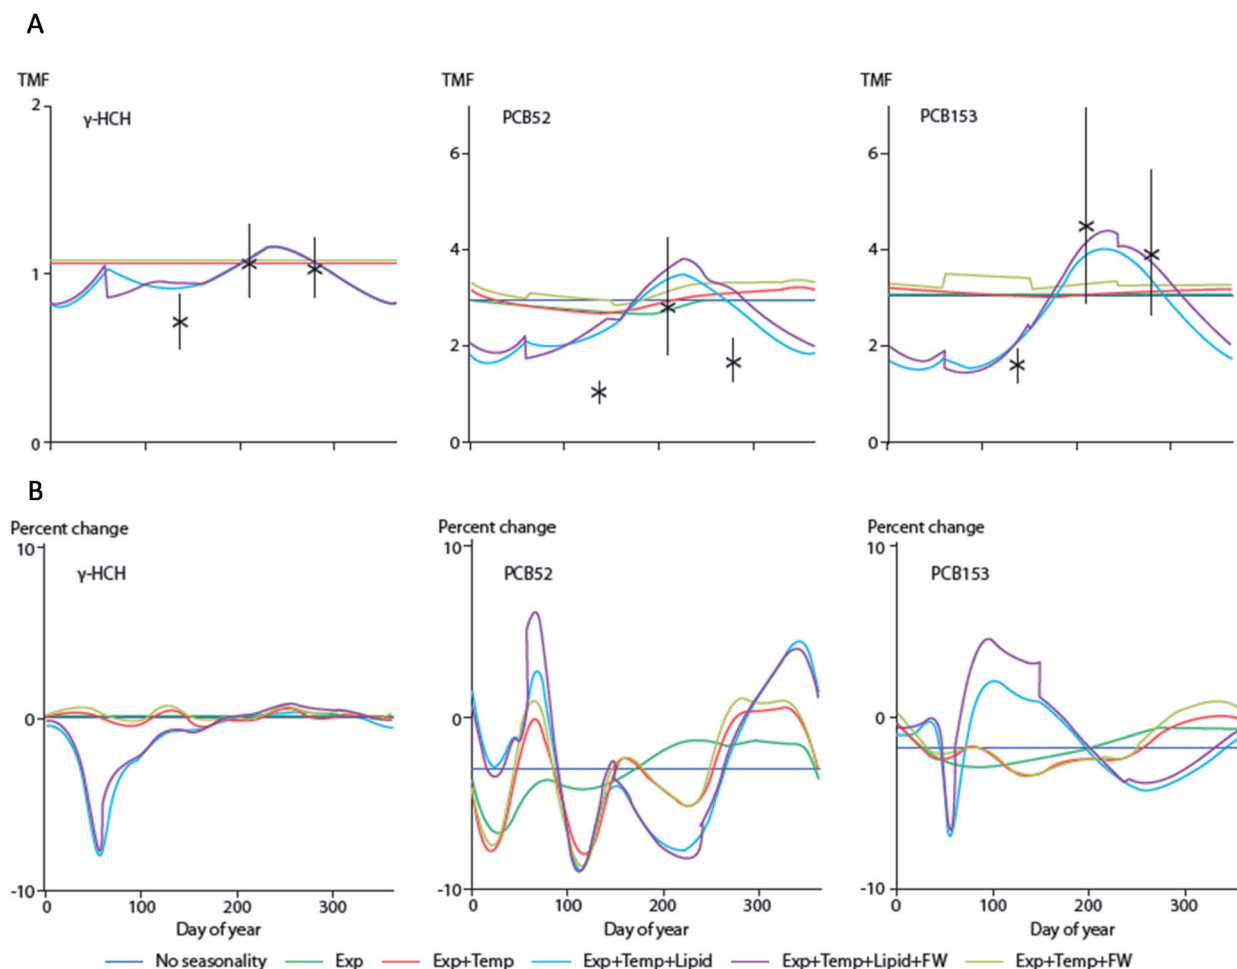 A
TMF TMF TMF
2
γ-HCH PCB52 PCB153
6 6
4 4
1
2 2
0 0 0
B
Percent change Percent change Percent change
10 10 10
γ-HCH PCB52 PCB153
0 0 0
-10 -10 -10
0 100 200 300 0 100 200 300 0 100 200 300
Day of year Day of year Day of year
No seasonality Exp Exp+Temp Exp+Temp+Lipid Exp+Temp+Lipid+FW Exp+Temp+FW